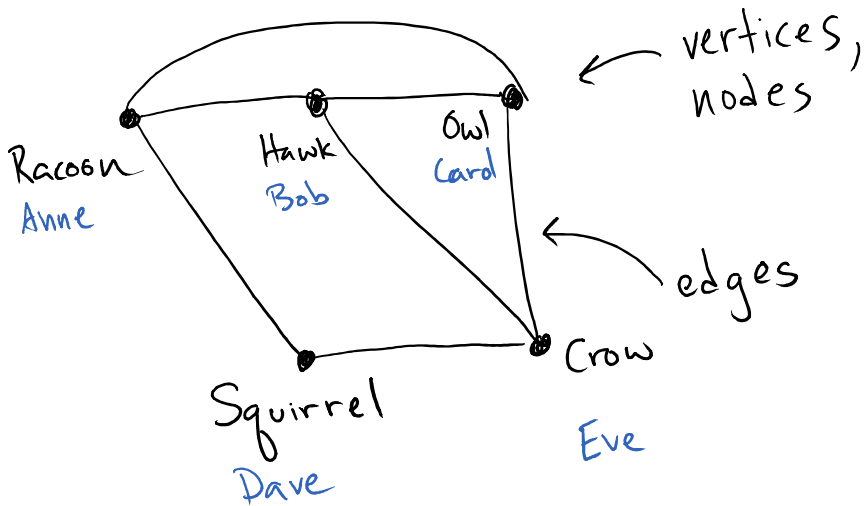 vertices,
nodes
Owl
Hawk
Carol
Racoon
Bob
Anne
edges
Crow
Squirrel
Eve
Dave